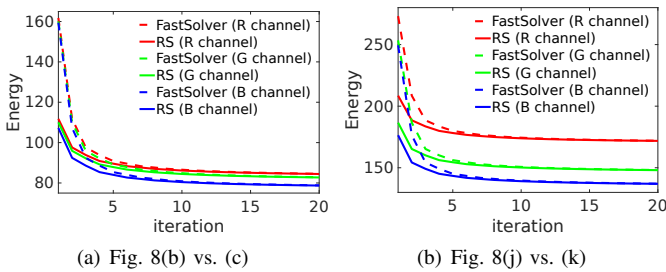 Energy
160
140
120
100
80
5
10
15
20
iteration
FastSolver (R channel)
RS (R channel)
FastSolver (G channel)
RS (G channel)
FastSolver (B channel)
RS (B channel)
(a) Fig. 8(b) vs. (c)
Energy
250
200
150
5
10
15
20
iteration
FastSolver (R channel)
RS (R channel)
FastSolver (G channel)
RS (G channel)
FastSolver (B channel)
RS (B channel)
(b) Fig. 8(j) vs. (k)